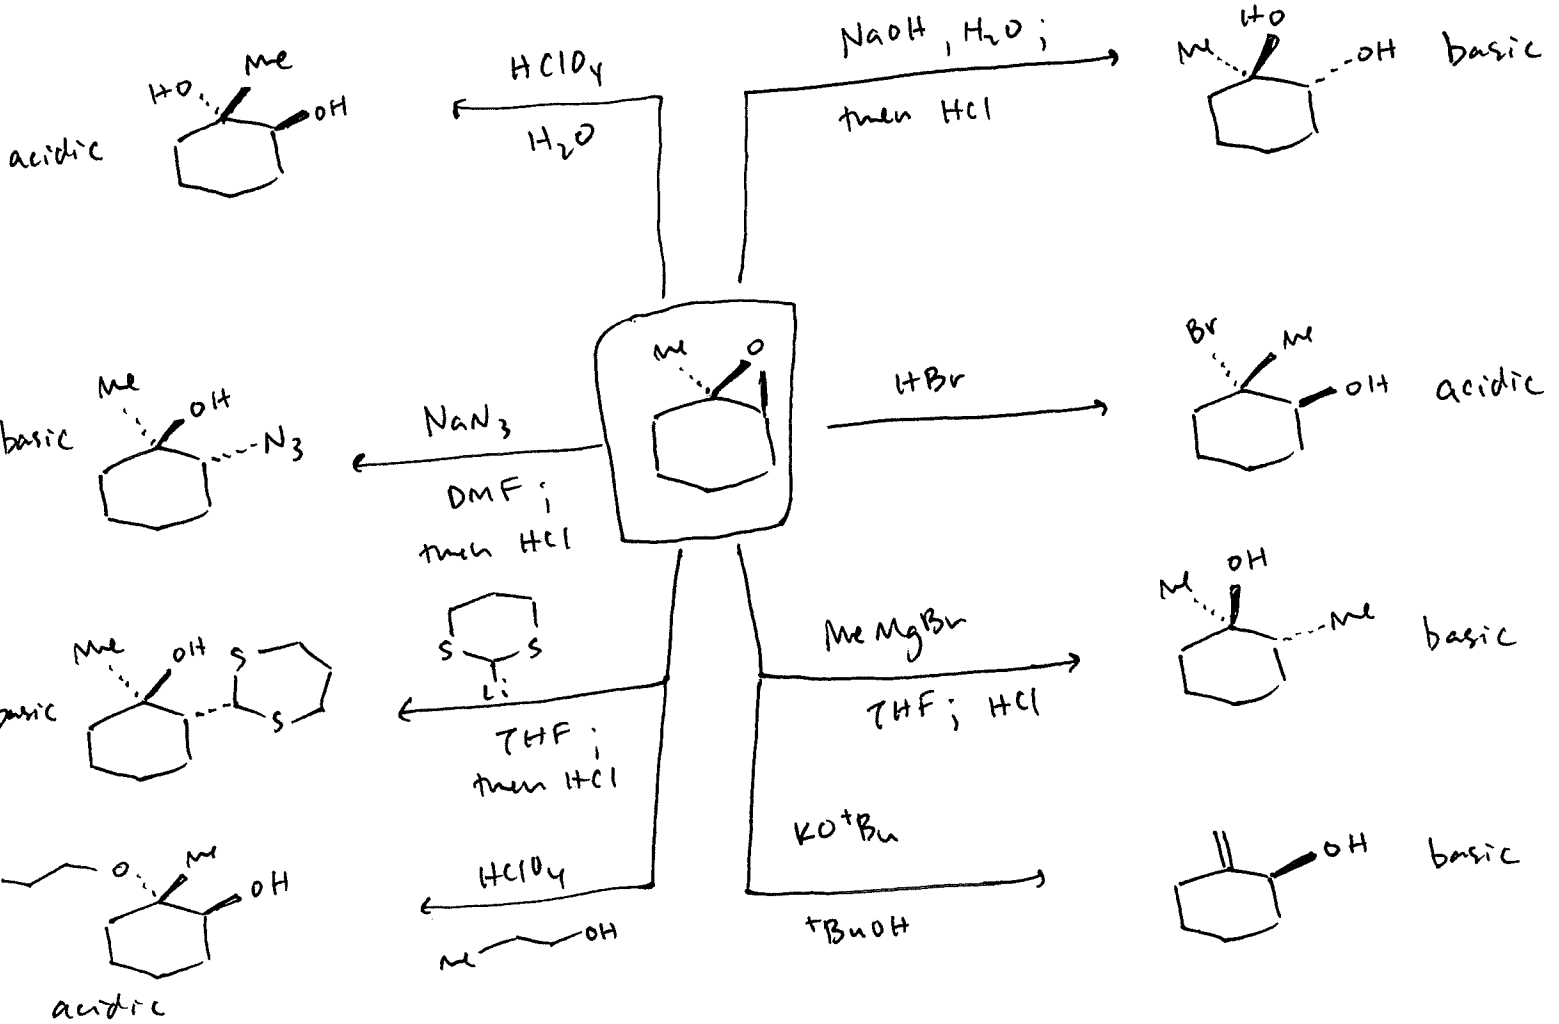 HO Me
OH
acidic
HClO4
H2O
NaOH, H2O;
then HCl
HO
Me OH
basic
Me O
Me
OH
N3
basic
NaN3
DMF;
then HCl
HBr
Br Me
OH
acidic
Me OH S
S
basic
S S
Li
THF;
then HCl
MeMgBr
THF; HCl
OH
Me Me
basic
O Me
OH
acidic
HClO4
Me OH
KOtBu
tBuOH
OH
basic